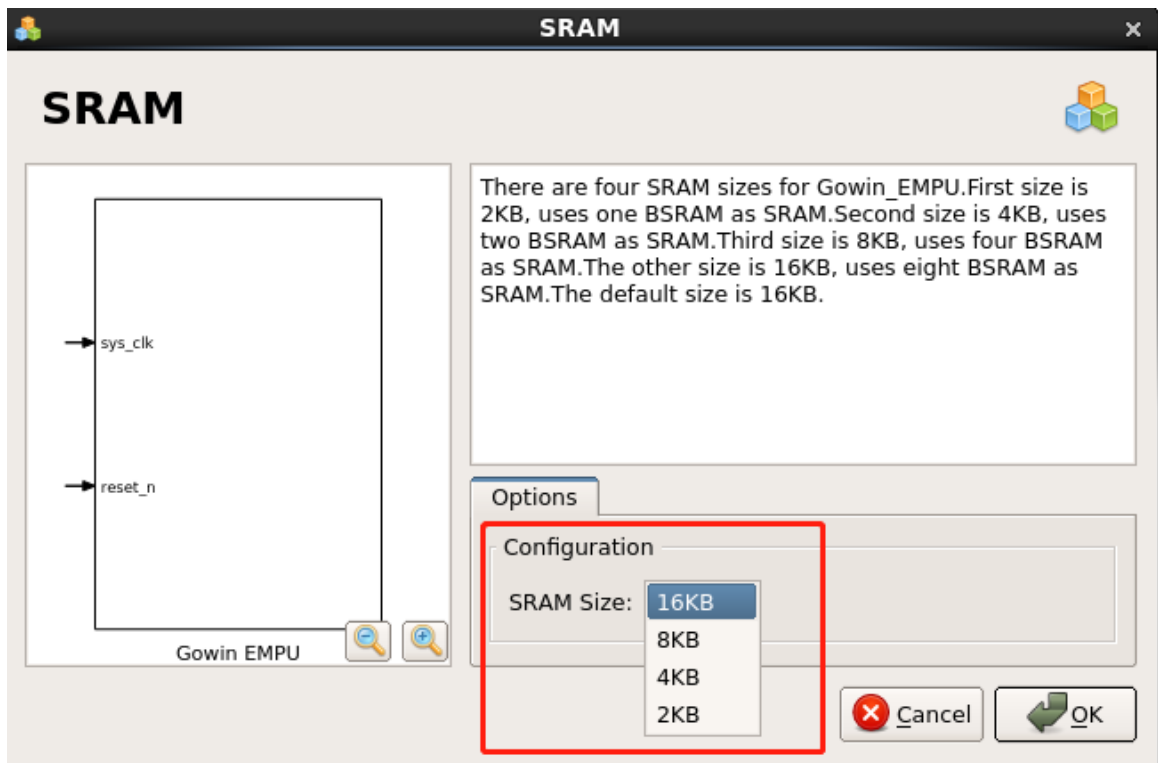 SRAM
SRAM
sys_clk
reset_n
Gowin EMPU
There are four SRAM sizes for Gowin_EMPU.First size is
2KB, uses one BSRAM as SRAM.Second size is 4KB, uses
two BSRAM as SRAM.Third size is 8KB, uses four BSRAM
as SRAM.The other size is 16KB, uses eight BSRAM as
SRAM.The default size is 16KB.
Options
Configuration
SRAM Size: 16KB
8KB
4KB
2KB
Cancel
OK